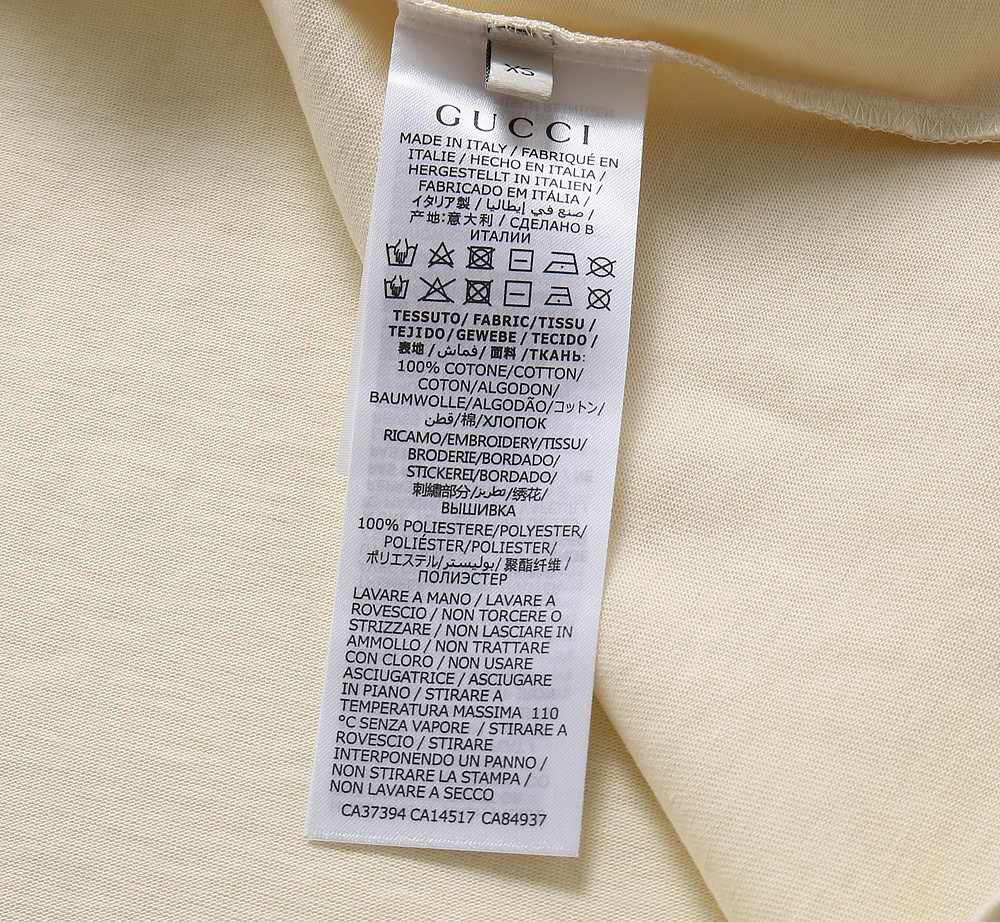 XS
GUCCI
MADE IN ITALY / FABRIQUÉ EN
ITALIE / HECHO EN ITALIA /
HERGESTELLT IN ITALIEN /
FABRICADO EM ITÁLIA /
イタリア製 / صنع في إيطاليا /
产地:意大利 / СДЕЛАНО В
ИТАЛИИ
TESSUTO/ FABRIC/TISSU /
TEJIDO/GEWEBE / TECIDO /
表地 /فماش/ 面料 /ТКАНЬ:
100% COTONE/COTTON/
COTON/ALGODON/
BAUMWOLLE/ALGODÃO/コットン/
قطن/棉/ХЛОПОК
RICAMO/EMBROIDERY/TISSU/
BRODERIE/BORDADO/
STICKEREI/BORDADO/
刺繍部分/تطريز/绣花/
ВЫШИВКА
100% POLIESTERE/POLYESTER/
POLIÉSTER/POLIESTER/
ポリエステル/بوليستر/ 聚酯纤维 /
ПОЛИЭСТЕР
LAVARE A MANO / LAVARE A
ROVESCIO / NON TORCERE O
STRIZZARE / NON LASCIARE IN
AMMOLLO / NON TRATTARE
CON CLORO / NON USARE
ASCIUGATRICE / ASCIUGARE
IN PIANO / STIRARE A
TEMPERATURA MASSIMA 110
°C SENZA VAPORE / STIRARE A
ROVESCIO / STIRARE
INTERPONENDO UN PANNO /
NON STIRARE LA STAMPA /
NON LAVARE A SECCO
CA37394 CA14517 CA84937